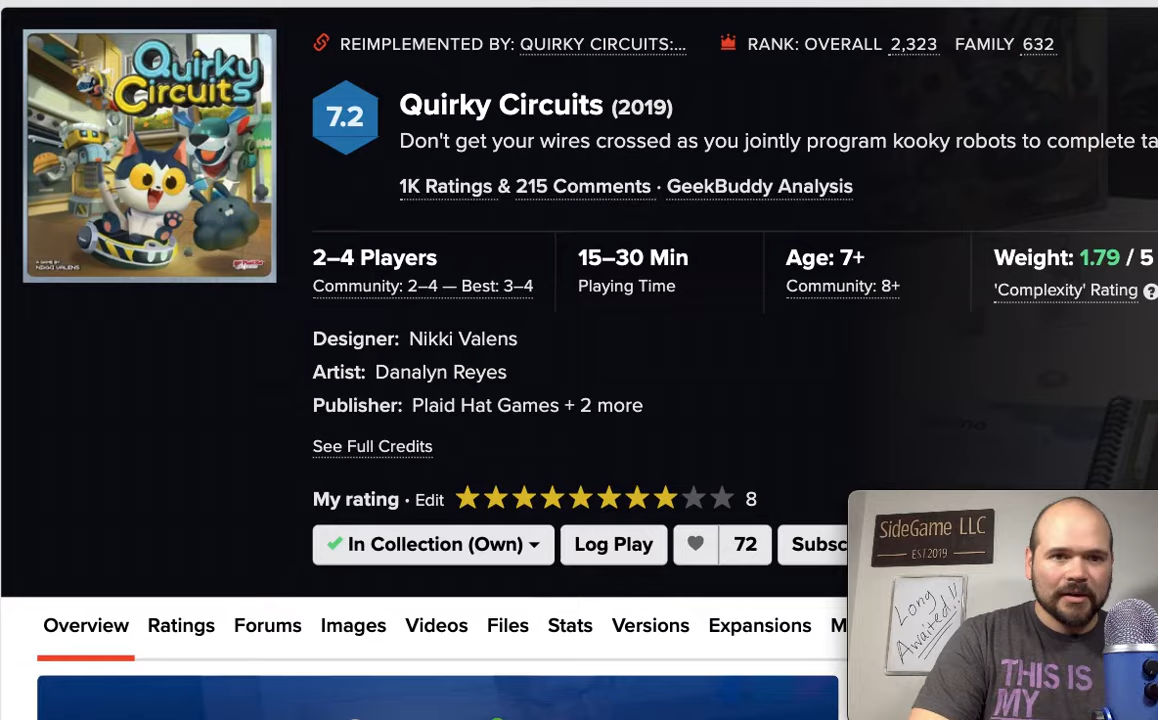 REIMPLEMENTED BY: QUIRKY CIRCUITS:... RANK: OVERALL 2,323 FAMILY 632
Quirky
Circuits
A GAME BY
NIKKI VALENS
7.2
Quirky Circuits (2019)
Don't get your wires crossed as you jointly program kooky robots to complete ta
1K Ratings & 215 Comments · GeekBuddy Analysis
2–4 Players 15–30 Min Age: 7+ Weight: 1.79 / 5
Community: 2–4 — Best: 3–4 Playing Time Community: 8+ 'Complexity' Rating ?
Designer: Nikki Valens
Artist: Danalyn Reyes
Publisher: Plaid Hat Games + 2 more
See Full Credits
My rating · Edit 8
In Collection (Own) Log Play 72 Subsc
Overview Ratings Forums Images Videos Files Stats Versions Expansions M
SideGame LLC
EST. 2019
Long
Awaited!!
THIS IS
MY